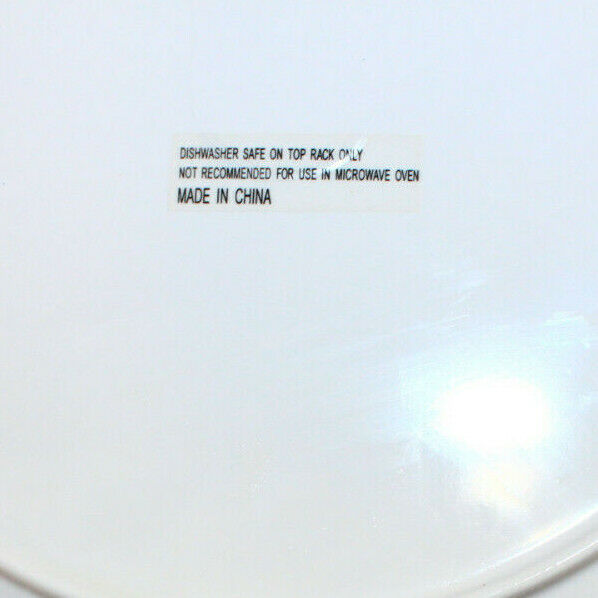 DISHWASHER SAFE ON TOP RACK ONLY
NOT RECOMMENDED FOR USE IN MICROWAVE OVEN
MADE IN CHINA